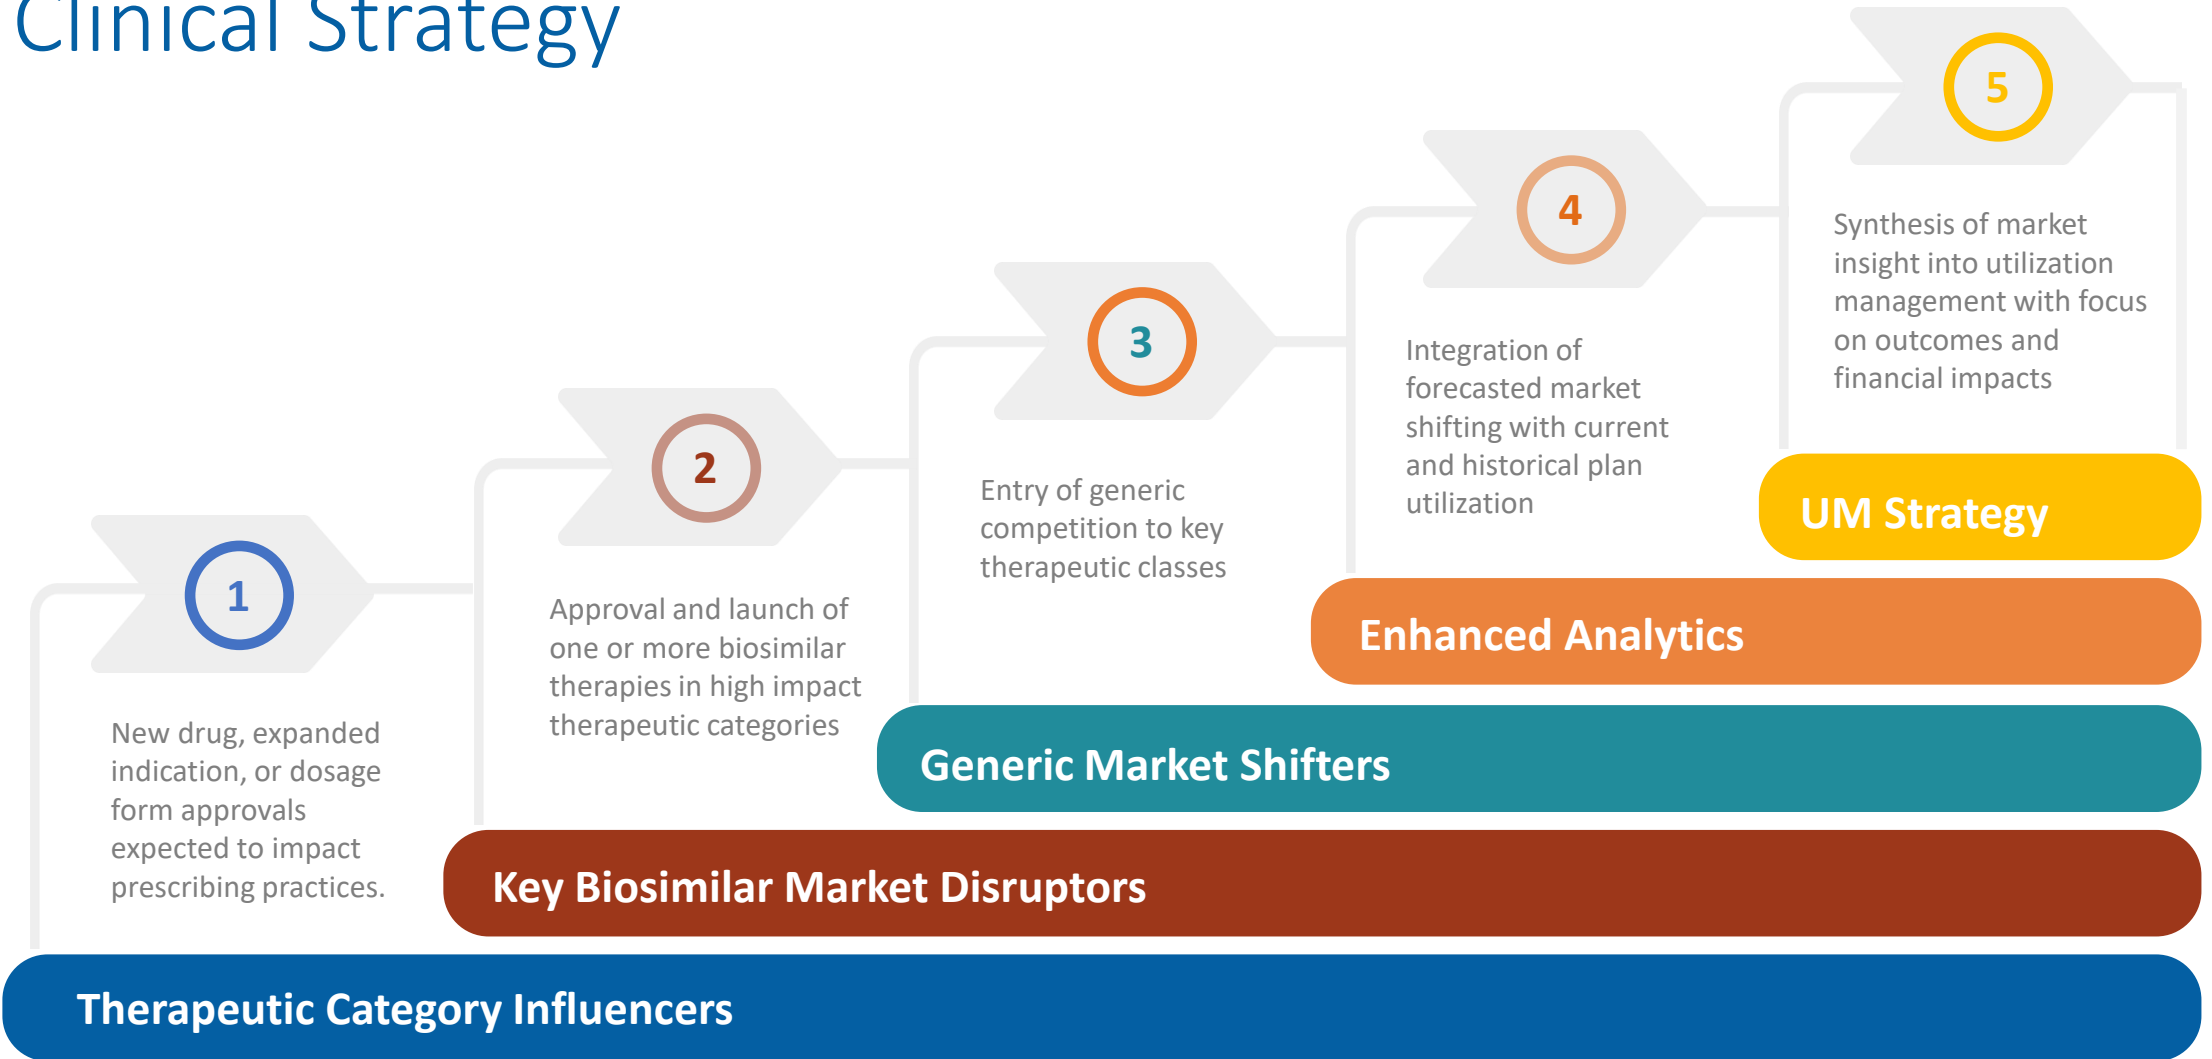 Clinical Strategy
1
New drug, expanded
indication, or dosage
form approvals
expected to impact
prescribing practices.
Therapeutic Category Influencers
2
Approval and launch of
one or more biosimilar
therapies in high impact
therapeutic categories
Key Biosimilar Market Disruptors
3
Entry of generic
competition to key
therapeutic classes
Generic Market Shifters
4
Integration of
forecasted market
shifting with current
and historical plan
utilization
Enhanced Analytics
5
Synthesis of market
insight into utilization
management with focus
on outcomes and
financial impacts
UM Strategy